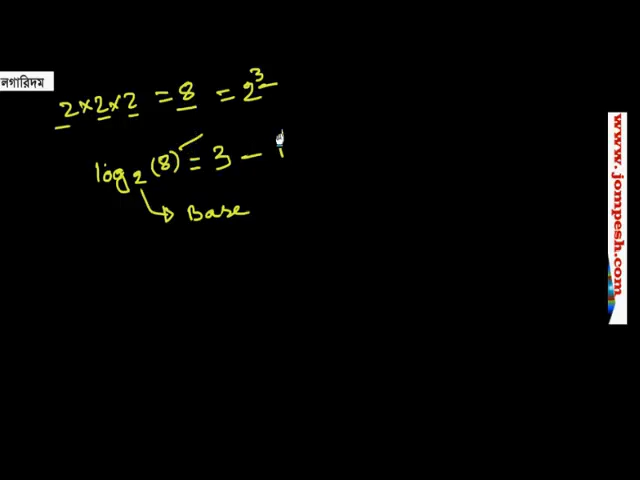 লগারিদম
2 × 2 × 2 = 8 = 2³
log₂ (8) = 3 –
Base
www.jompesh.com